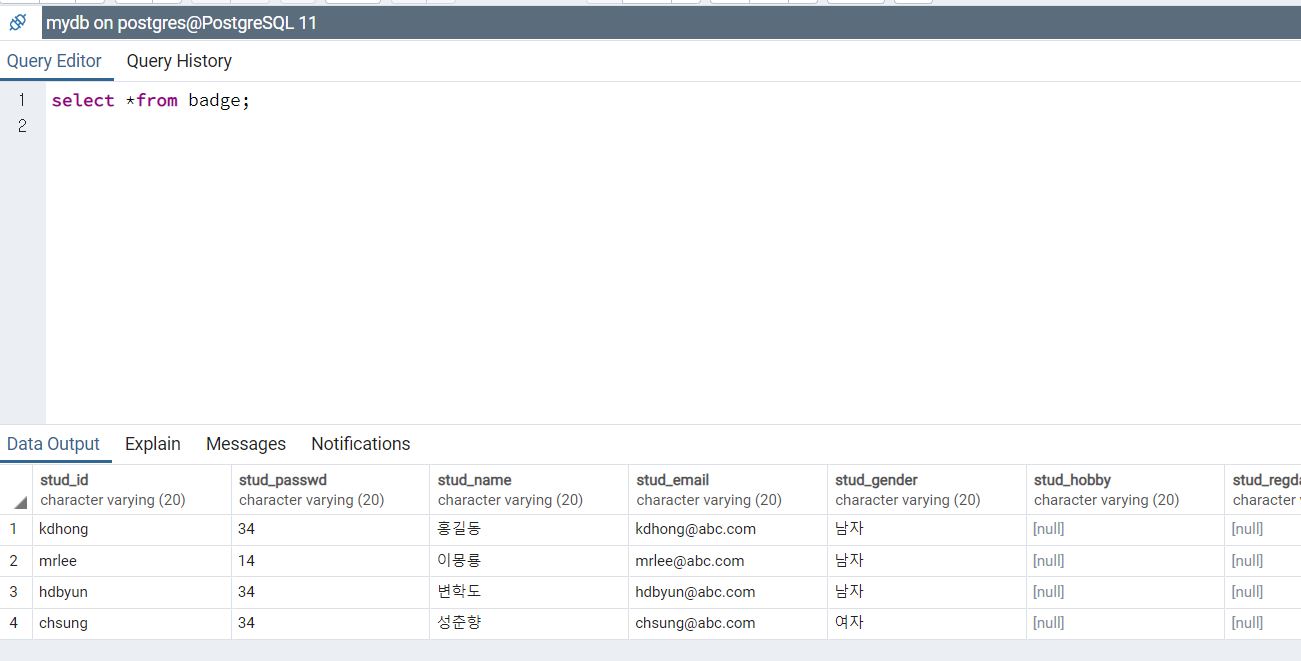 mydb on postgres@PostgreSQL 11
Query Editor Query History
1 select *from badge;
2
Data Output Explain Messages Notifications
stud_id stud_passwd stud_name stud_email stud_gender stud_hobby stud_regda
character varying (20) character varying (20) character varying (20) character varying (20) character varying (20) character varying (20) character
1 kdhong 34 홍길동 kdhong@abc.com 남자 [null] [null]
2 mrlee 14 이몽룡 mrlee@abc.com 남자 [null] [null]
3 hdbyun 34 변학도 hdbyun@abc.com 남자 [null] [null]
4 chsung 34 성춘향 chsung@abc.com 여자 [null] [null]